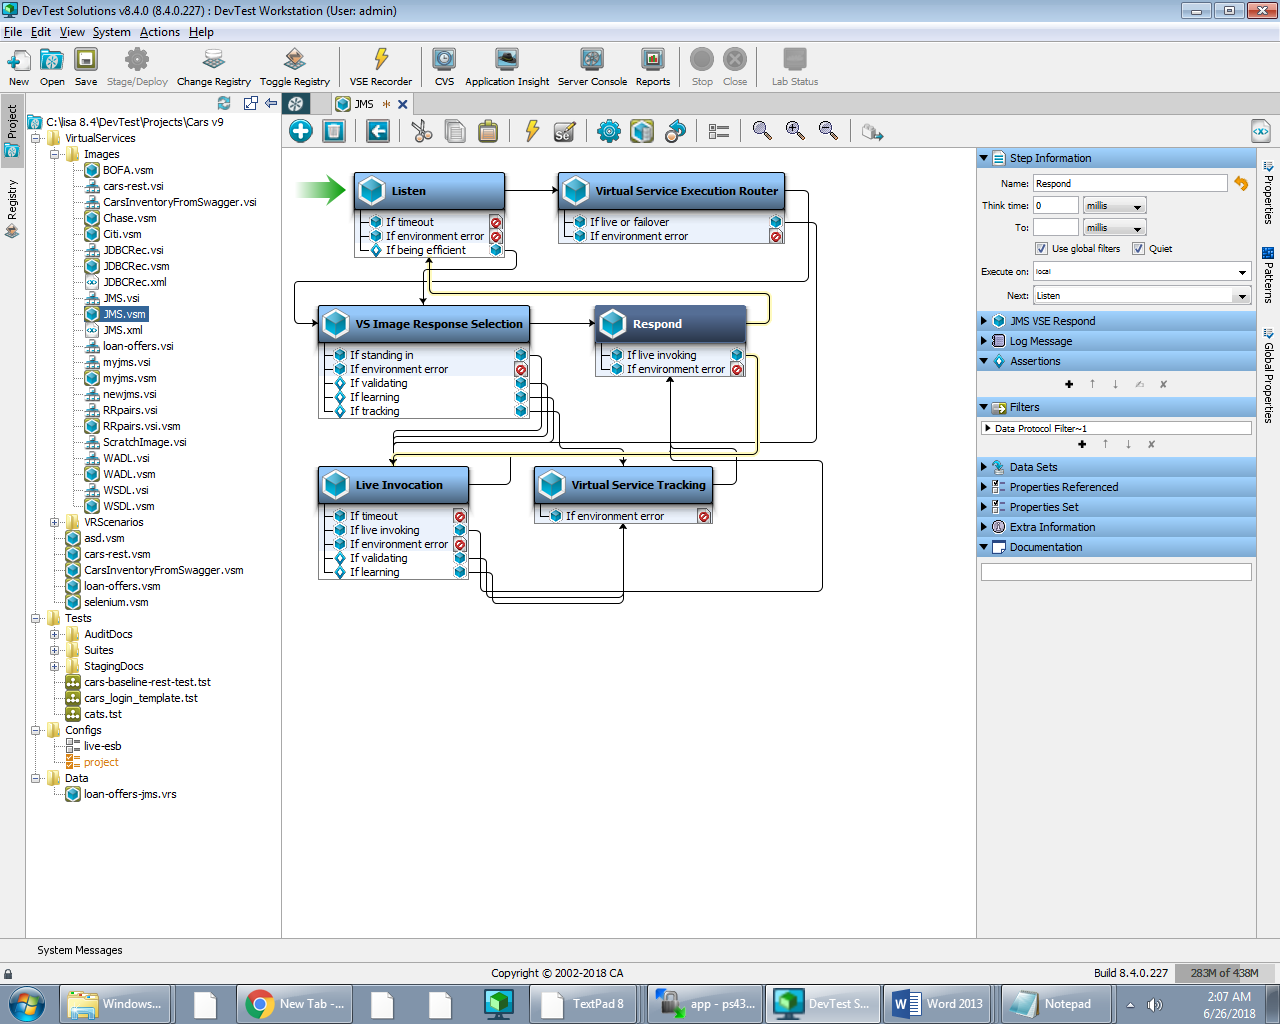 DevTest Solutions v8.4.0 (8.4.0.227) : DevTest Workstation (User: admin)
File Edit View System Actions Help
New Open Save Stage/Deploy Change Registry Toggle Registry VSE Recorder CVS Application Insight Server Console Reports Stop Close Lab Status
Project
Registry
JMS
C:\lisa 8.4\DevTest\Projects\Cars v9
VirtualServices
Images
BOFA.vsm
cars-rest.vsi
CarsInventoryFromSwagger.vsi
Chase.vsm
Citi.vsm
JDBCRec.vsi
JDBCRec.vsm
JDBCRec.xml
JMS.vsi
JMS.vsm
JMS.xml
loan-offers.vsi
myjms.vsi
myjms.vsm
newjms.vsi
RRpairs.vsi
RRpairs.vsi.vsm
ScratchImage.vsi
WADL.vsi
WADL.vsm
WSDL.vsi
WSDL.vsm
VRScenarios
asd.vsm
cars-rest.vsm
CarsInventoryFromSwagger.vsm
loan-offers.vsm
selenium.vsm
Tests
AuditDocs
Suites
StagingDocs
cars-baseline-rest-test.tst
cars_login_template.tst
cats.tst
Configs
live-esb
project
Data
loan-offers-jms.vrs
Listen
If timeout
If environment error
If being efficient
Virtual Service Execution Router
If live or failover
If environment error
VS Image Response Selection
If standing in
If environment error
If validating
If learning
If tracking
Respond
If live invoking
If environment error
Live Invocation
If timeout
If live invoking
If environment error
If validating
If learning
Virtual Service Tracking
If environment error
Step Information
Name: Respond
Think time: 0 millis
To: millis
Use global filters Quiet
Execute on: local
Next: Listen
JMS VSE Respond
Log Message
Assertions
Filters
Data Protocol Filter~1
Data Sets
Properties Referenced
Properties Set
Extra Information
Documentation
Properties
Patterns
Global Properties
System Messages
Copyright © 2002-2018 CA
Build 8.4.0.227 283M of 438M
Windows... New Tab -... TextPad 8 app - ps43... DevTest S... Word 2013 Notepad
2:07 AM
6/26/2018